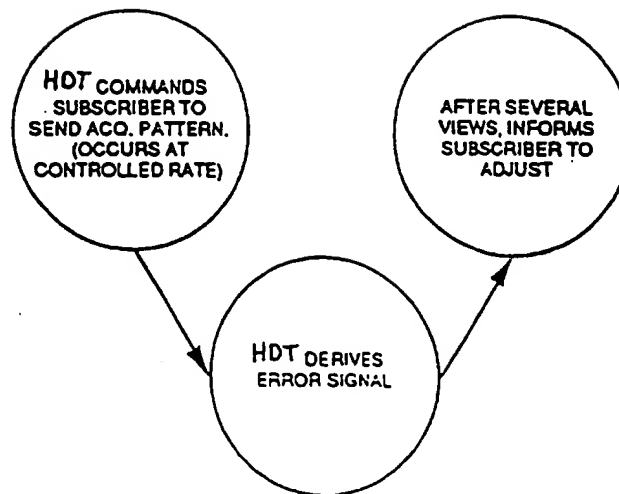 HDT COMMANDS
SUBSCRIBER TO
SEND ACQ. PATTERN.
(OCCURS AT
CONTROLLED RATE)
AFTER SEVERAL
VIEWS, INFORMS
SUBSCRIBER TO
ADJUST
HDT DERIVES
ERROR SIGNAL